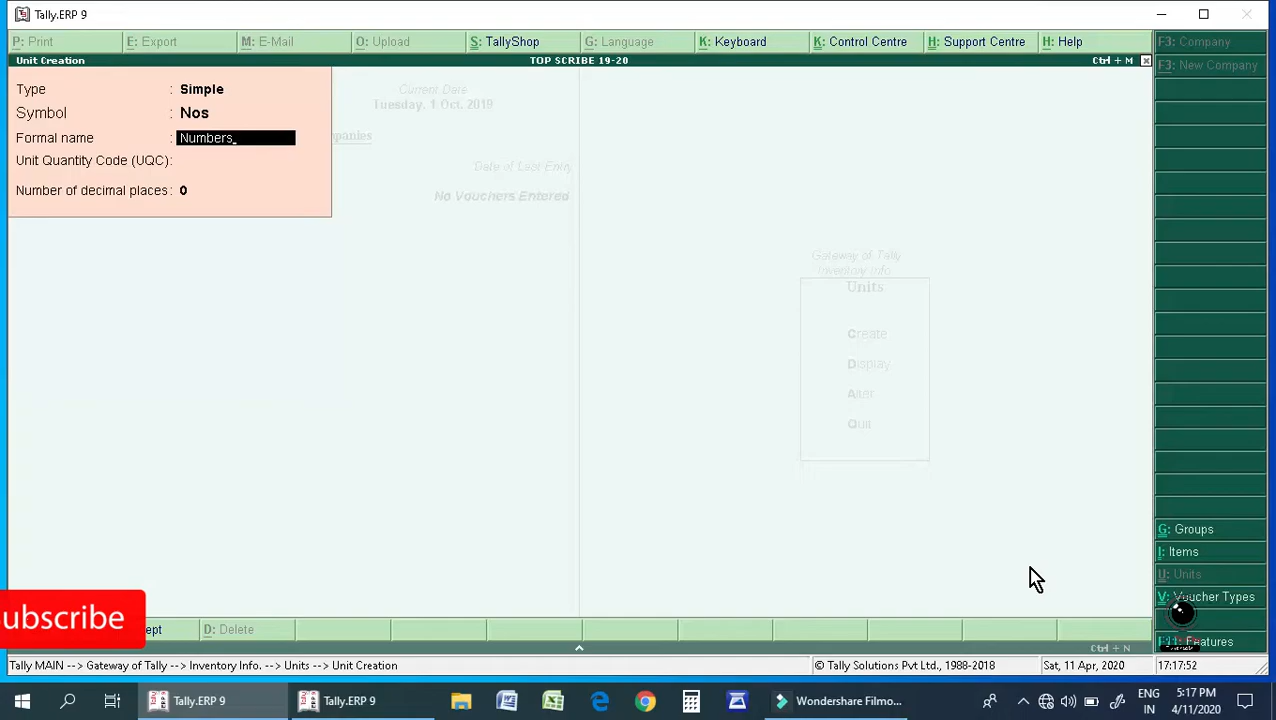 Tally.ERP 9
P: Print E: Export M: E-Mail O: Upload S: TallyShop G: Language K: Keyboard K: Control Centre H: Support Centre H: Help F3: Company
Unit Creation TOP SCRIBE 19-20 Ctrl + M
F3: New Company
Type : Simple
Current Date
Tuesday, 1 Oct, 2019
Symbol : Nos
Formal name : Numbers
panies
Unit Quantity Code (UQC):
Date of Last Entry
Number of decimal places : 0
No Vouchers Entered
Gateway of Tally
Inventory Info.
Units
Create
Display
Alter
Quit
G: Groups
I: Items
U: Units
V: Voucher Types
ubscribe
ept D: Delete
Features
Ctrl + N
Tally MAIN --> Gateway of Tally --> Inventory Info. --> Units --> Unit Creation © Tally Solutions Pvt Ltd., 1988-2018 Sat, 11 Apr, 2020 17:17:52
Tally.ERP 9 Tally.ERP 9 Wondershare Filmo... ENG IN 5:17 PM 4/11/2020